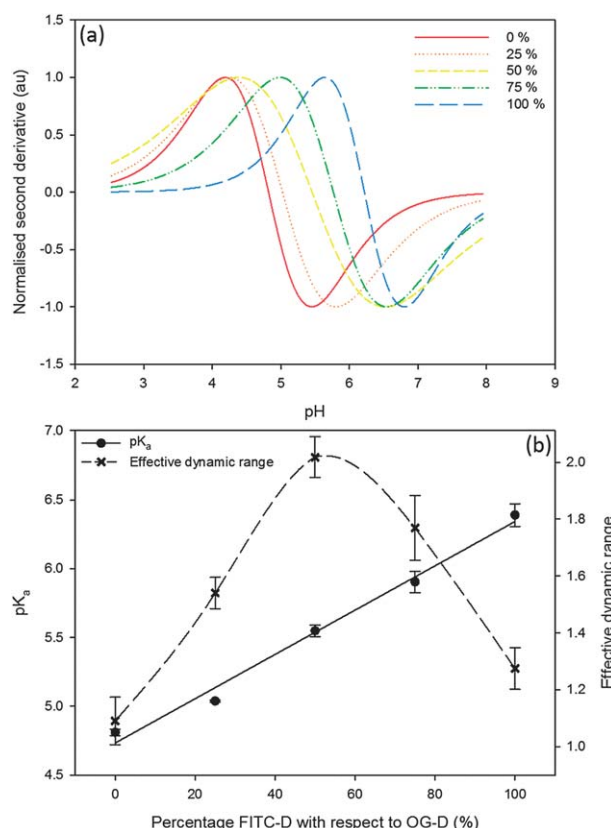 (a)
0 %
25 %
50 %
75 %
100 %
Normalised second derivative (au)
1.5
1.0
0.5
0.0
-0.5
-1.0
-1.5
2 3 4 5 6 7 8 9
pH
(b)
pKa
Effective dynamic range
pKa
7.0
6.5
6.0
5.5
5.0
4.5
Effective dynamic range
2.0
1.8
1.6
1.4
1.2
1.0
0 20 40 60 80 100
Percentage FITC-D with respect to OG-D (%)